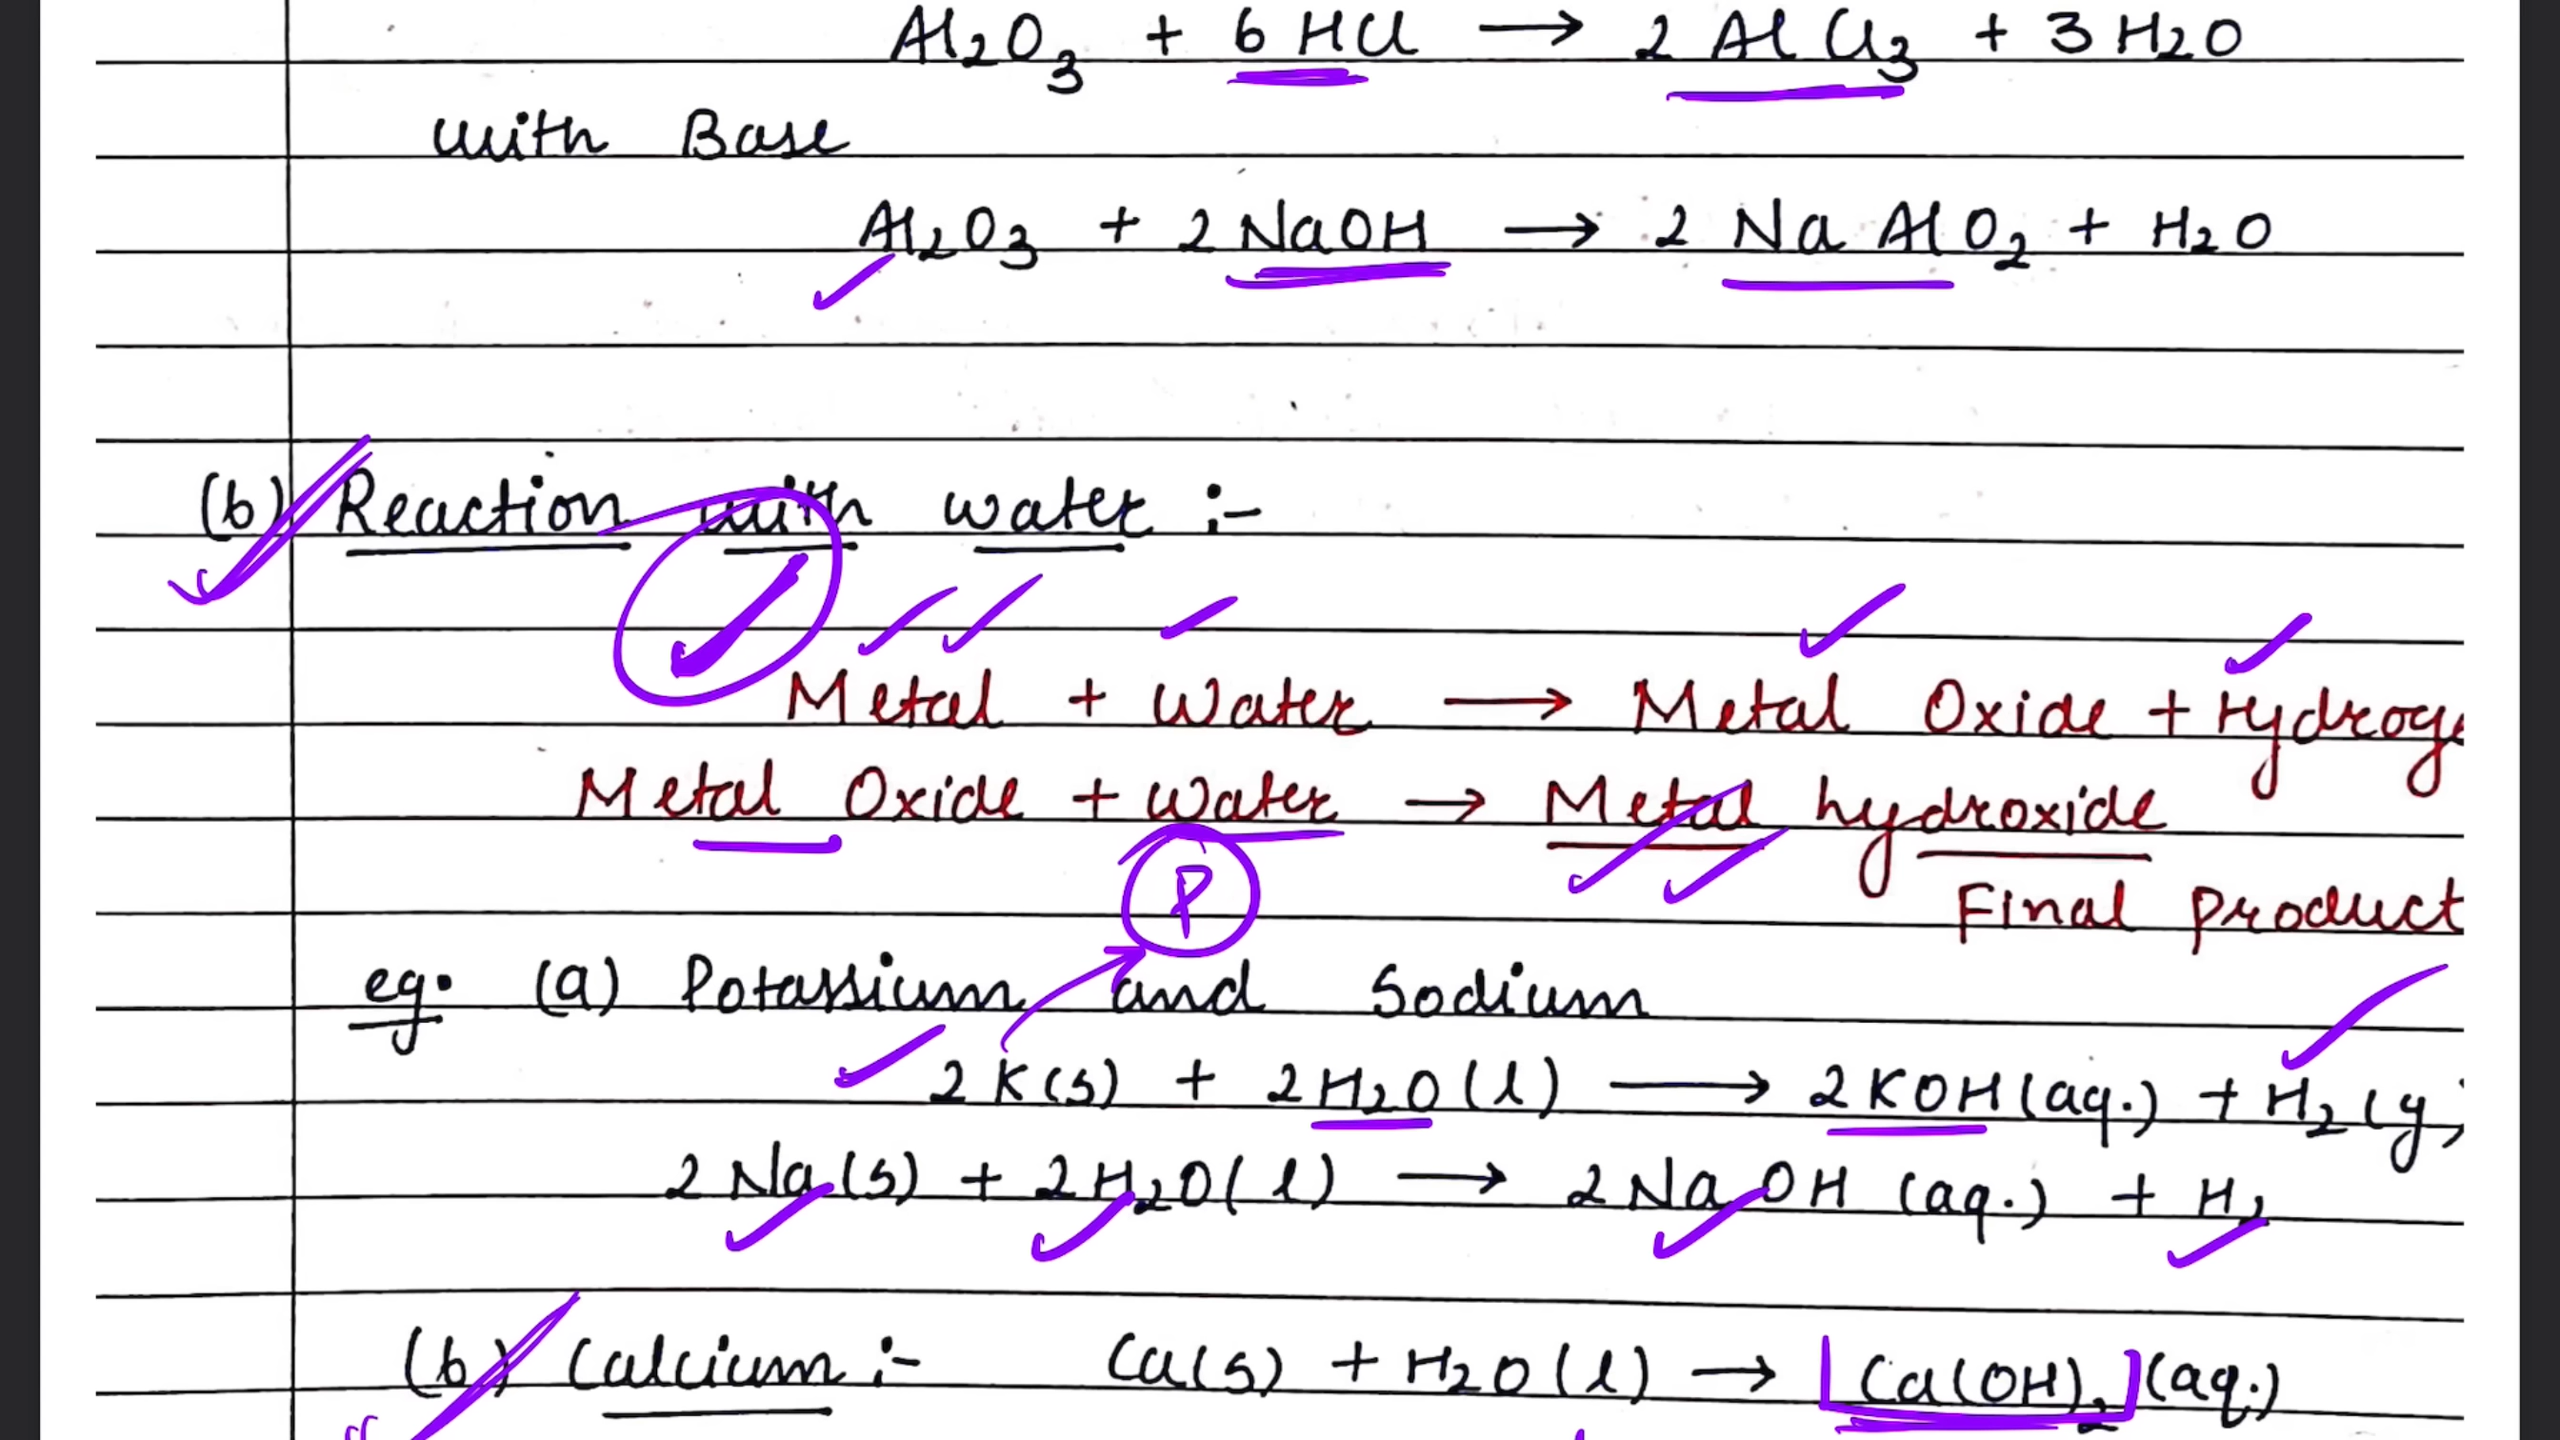 Al₂O₃ + 6 HCl → 2 AlCl₃ + 3 H₂O
with Base
Al₂O₃ + 2 NaOH → 2 NaAlO₂ + H₂O
(b) Reaction with water :-
Metal + Water → Metal Oxide + Hydroge
Metal Oxide + Water → Metal hydroxide
P
Final product
eg. (a) Potassium and Sodium
2K(s) + 2H₂O(l) → 2KOH(aq.) + H₂(g)
2Na(s) + 2H₂O(l) → 2NaOH (aq.) + H₂
(b) Calcium :- Ca(s) + H₂O(l) → [Ca(OH)₂](aq.)